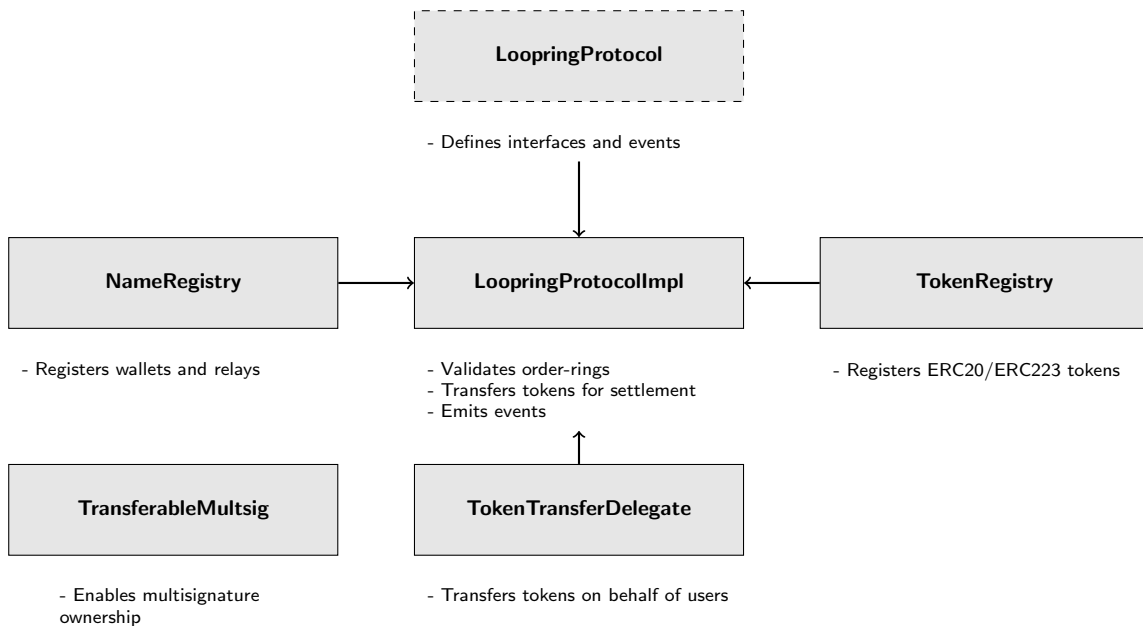 LoopringProtocol
- Defines interfaces and events
NameRegistry
LoopringProtocolImpl
TokenRegistry
- Registers wallets and relays
- Validates order-rings
- Transfers tokens for settlement
- Emits events
- Registers ERC20/ERC223 tokens
TransferableMultsig
TokenTransferDelegate
- Enables multisignature
ownership
- Transfers tokens on behalf of users